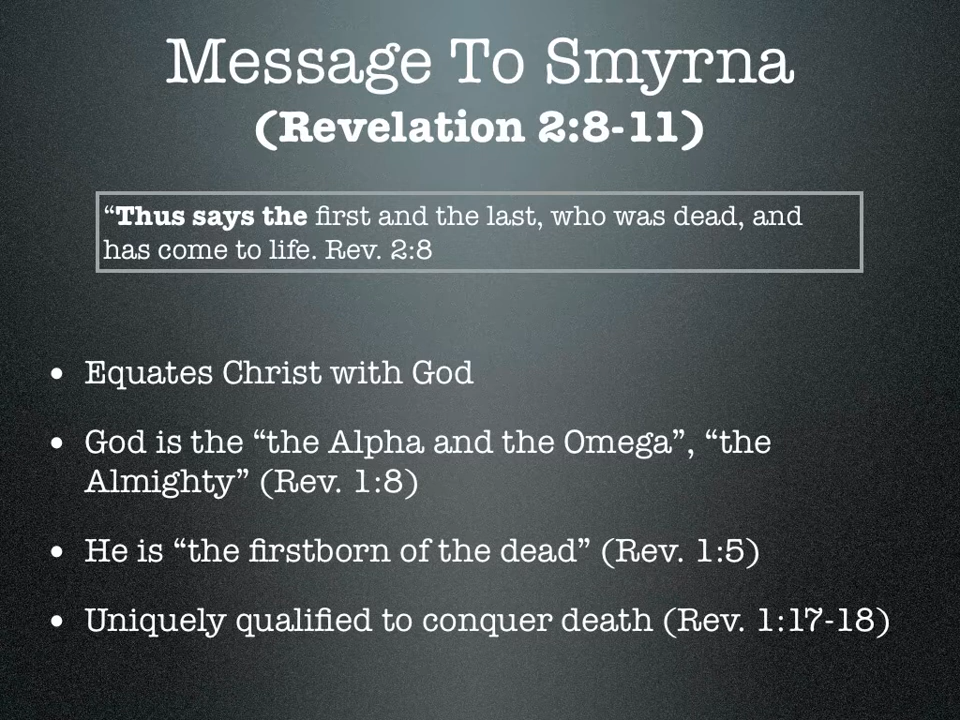 Message To Smyrna
(Revelation 2:8-11)
“Thus says the first and the last, who was dead, and
has come to life. Rev. 2:8
• Equates Christ with God
• God is the “the Alpha and the Omega”, “the
Almighty” (Rev. 1:8)
• He is “the firstborn of the dead” (Rev. 1:5)
• Uniquely qualified to conquer death (Rev. 1:17-18)